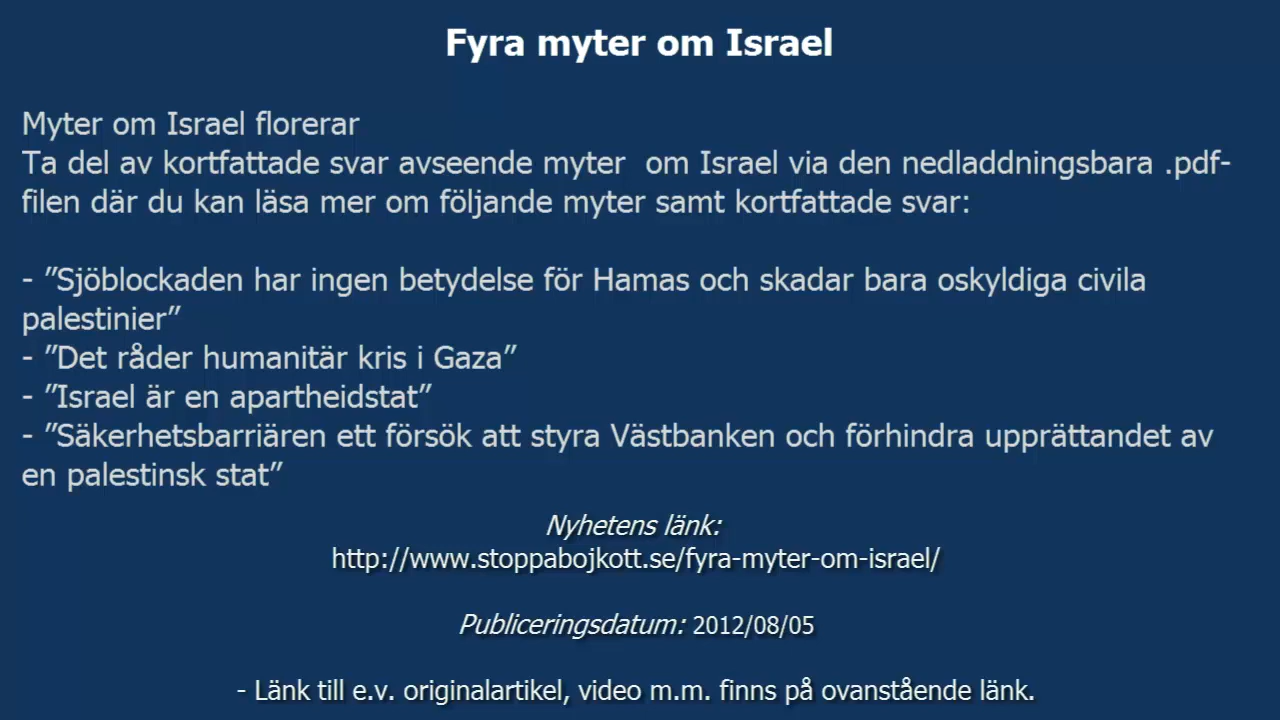 Fyra myter om Israel
Myter om Israel florerar
Ta del av kortfattade svar avseende myter  om Israel via den nedladdningsbara .pdf-
filen där du kan läsa mer om följande myter samt kortfattade svar:
- ”Sjöblockaden har ingen betydelse för Hamas och skadar bara oskyldiga civila
palestinier”
- ”Det råder humanitär kris i Gaza”
- ”Israel är en apartheidstat”
- ”Säkerhetsbarriären ett försök att styra Västbanken och förhindra upprättandet av
en palestinsk stat”
Nyhetens länk:
http://www.stoppabojkott.se/fyra-myter-om-israel/
Publiceringsdatum: 2012/08/05
- Länk till e.v. originalartikel, video m.m. finns på ovanstående länk.